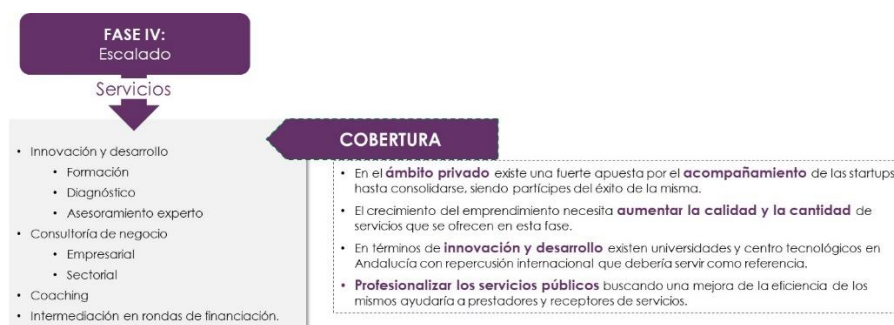 FASE IV:
Escalado
Servicios
• Innovación y desarrollo
• Formación
• Diagnóstico
• Asesoramiento experto
• Consultoría de negocio
• Empresarial
• Sectorial
• Coaching
• Intermediación en rondas de financiación.
COBERTURA
• En el ámbito privado existe una fuerte apuesta por el acompañamiento de las startups
hasta consolidarse, siendo partícipes del éxito de la misma.
• El crecimiento del emprendimiento necesita aumentar la calidad y la cantidad de
servicios que se ofrecen en esta fase.
• En términos de innovación y desarrollo existen universidades y centro tecnológicos en
Andalucía con repercusión internacional que debería servir como referencia.
• Profesionalizar los servicios públicos buscando una mejora de la eficiencia de los
mismos ayudaría a prestadores y receptores de servicios.